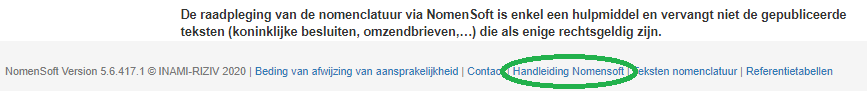 De raadpleging van de nomenclatuur via NomenSoft is enkel een hulpmiddel en vervangt niet de gepubliceerde
teksten (koninklijke besluiten, omzendbrieven,…) die als enige rechtsgeldig zijn.
NomenSoft Version 5.6.417.1 © INAMI-RIZIV 2020 | Beding van afwijzing van aansprakelijkheid | Contact | Handleiding Nomensoft | Teksten nomenclatuur | Referentietabellen